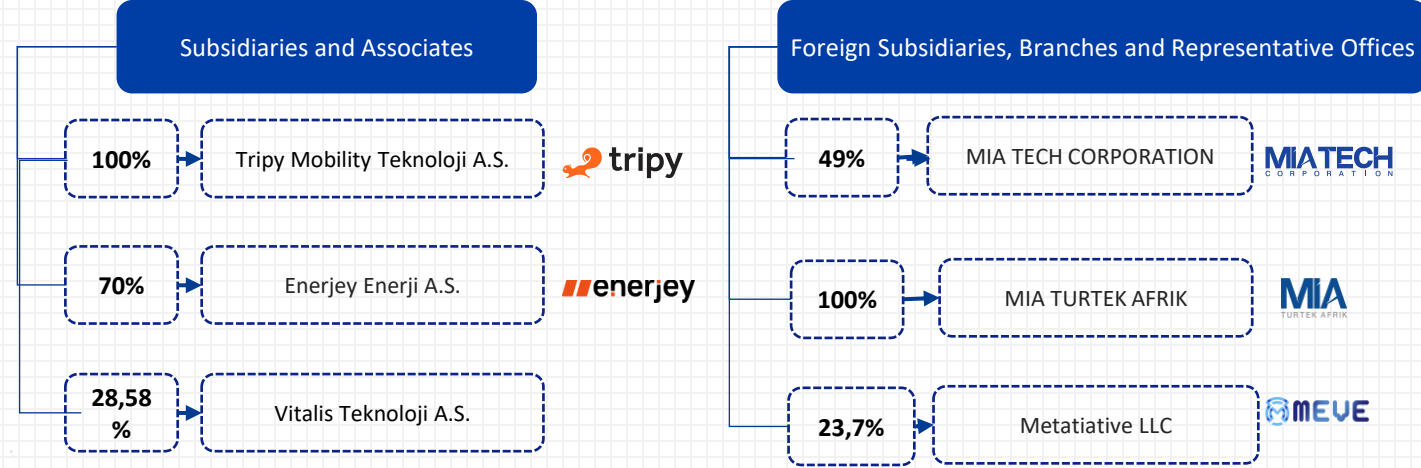 Subsidiaries and Associates
100%
Tripy Mobility Teknoloji A.S.
tripy
70%
Enerjey Enerji A.S.
enerjey
28,58
%
Vitalis Teknoloji A.S.
Foreign Subsidiaries, Branches and Representative Offices
49%
MIA TECH CORPORATION
MIATECH
CORPORATION
100%
MIA TURTEK AFRIK
MIA
TURTEK AFRIK
23,7%
Metatiative LLC
MEVE